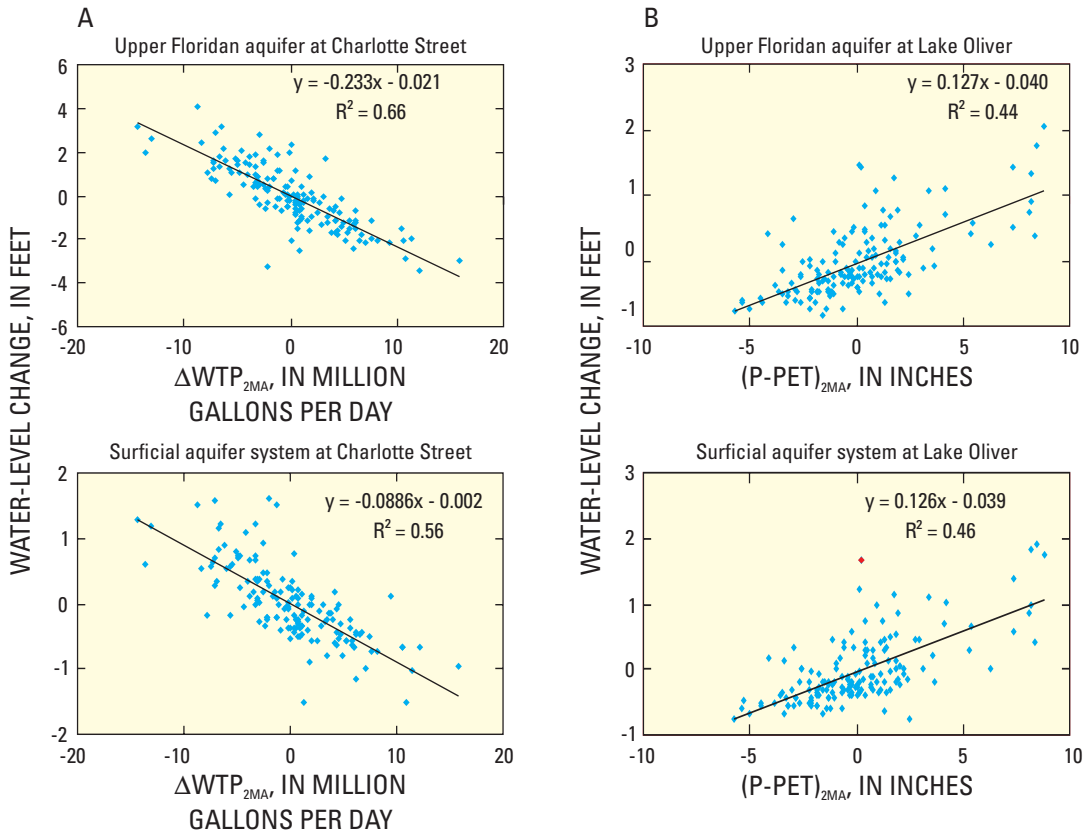 A
Upper Floridan aquifer at Charlotte Street
y = -0.233x - 0.021
R² = 0.66
6
4
2
0
-2
-4
-6
-20
-10
0
10
20
ΔWTP2MA, IN MILLION
GALLONS PER DAY
WATER-LEVEL CHANGE, IN FEET
Surficial aquifer system at Charlotte Street
y = -0.0886x - 0.002
R² = 0.56
2
1
0
-1
2
-20
-10
0
10
20
ΔWTP2MA, IN MILLION
GALLONS PER DAY
B
Upper Floridan aquifer at Lake Oliver
y = 0.127x - 0.040
R² = 0.44
3
2
1
0
-1
-10
-5
0
5
10
(P-PET)2MA, IN INCHES
WATER-LEVEL CHANGE, IN FEET
Surficial aquifer system at Lake Oliver
y = 0.126x - 0.039
R² = 0.46
3
2
1
0
-1
-10
-5
0
5
10
(P-PET)2MA, IN INCHES